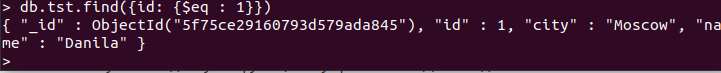 > db.tst.find({id: {$eq : 1}})
{ "_id" : ObjectId("5f75ce29160793d579ada845"), "id" : 1, "city" : "Moscow", "na
me" : "Danila" }
>